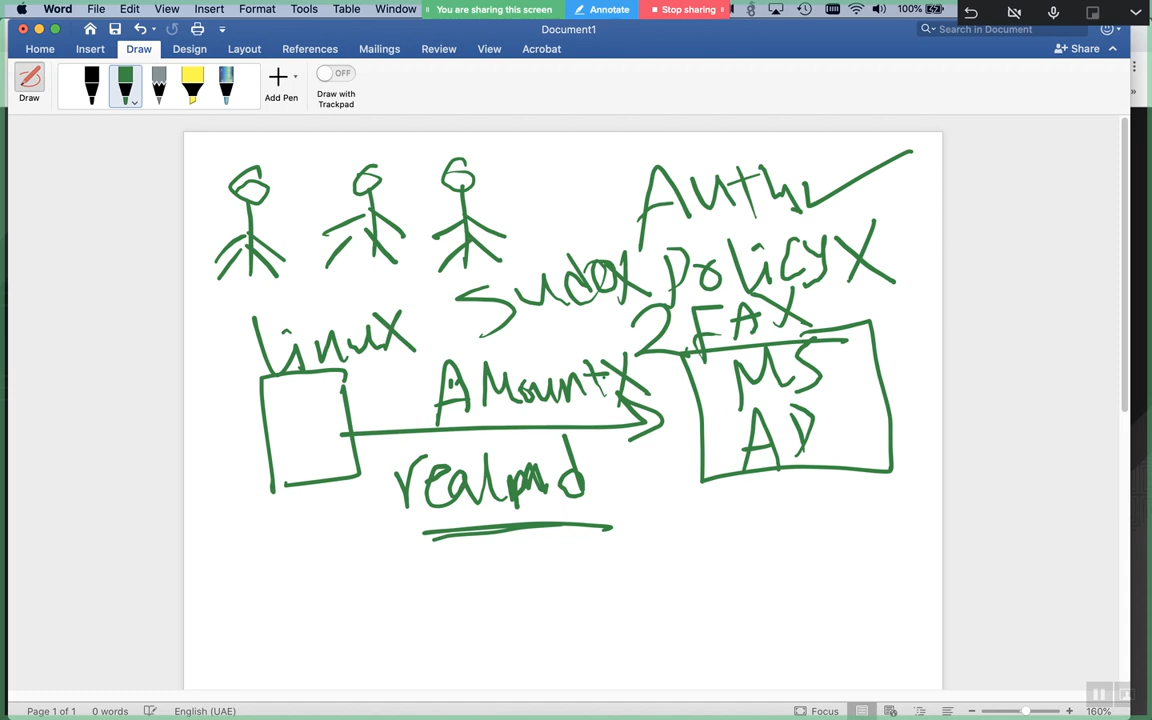 Word File Edit View Insert Format Tools Table Window You are sharing this screen Annotate Stop sharing 100%
Document1 Search in Document
Home Insert Draw Design Layout References Mailings Review View Acrobat Share
Draw Add Pen OFF Draw with Trackpad
Auth ✓
Sudo X Policy X
2FA X
Linux
AMount X
MS
AD
realmd
Page 1 of 1 0 words English (UAE) Focus 160%